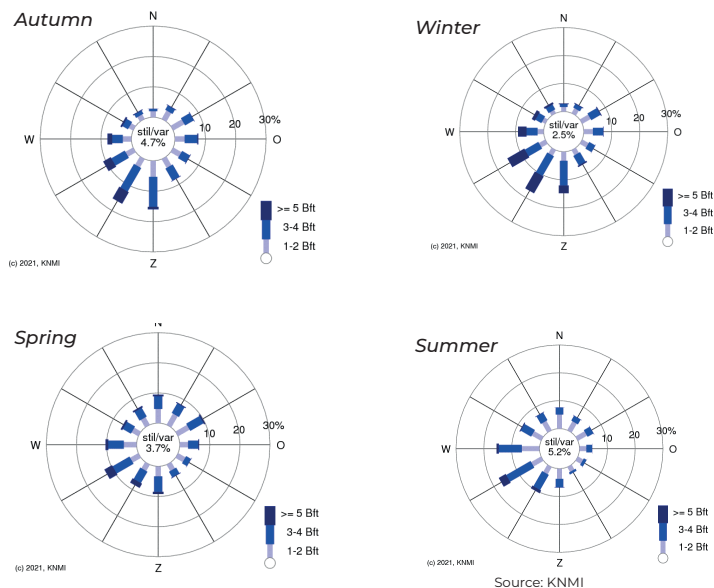 Autumn
N
W
O
Z
stil/var
4.7%
10
20
30%
>= 5 Bft
3-4 Bft
1-2 Bft
(c) 2021, KNMI
Winter
N
W
O
Z
stil/var
2.5%
10
20
30%
>= 5 Bft
3-4 Bft
1-2 Bft
(c) 2021, KNMI
Spring
N
W
O
Z
stil/var
3.7%
10
20
30%
>= 5 Bft
3-4 Bft
1-2 Bft
(c) 2021, KNMI
Summer
N
W
O
Z
stil/var
5.2%
10
20
30%
>= 5 Bft
3-4 Bft
1-2 Bft
(c) 2021, KNMI
Source: KNMI